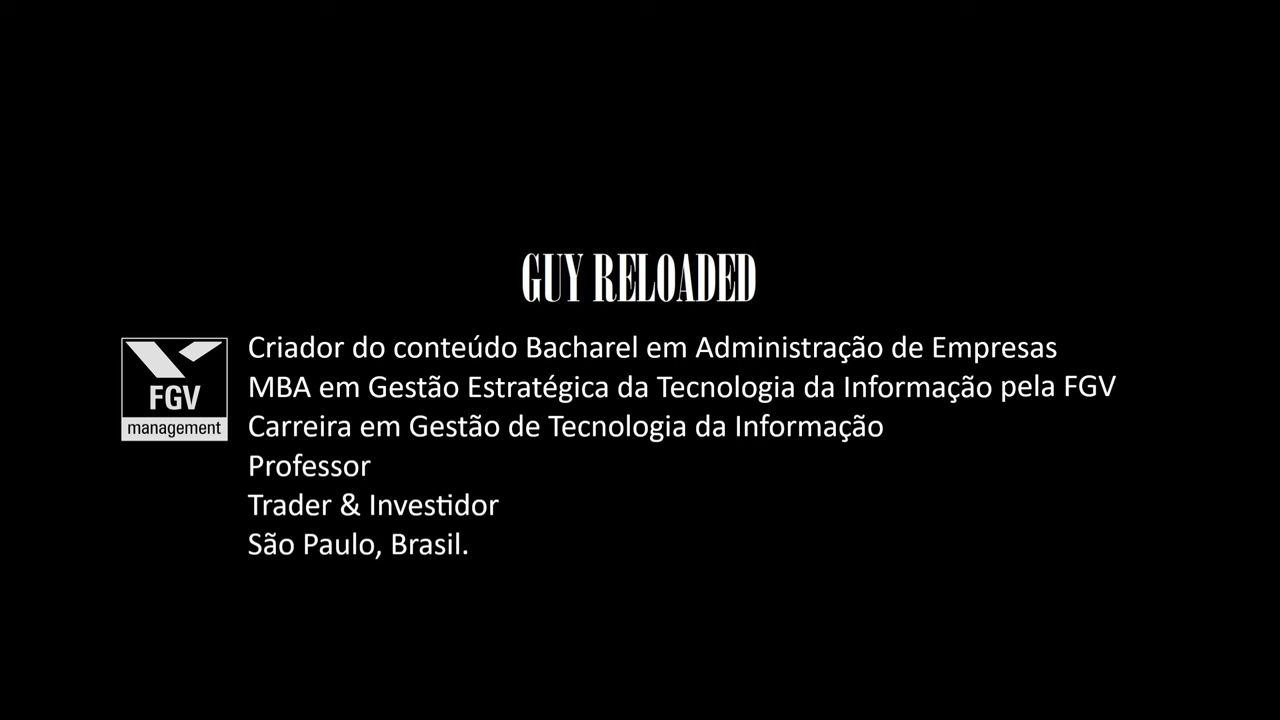 GUY RELOADED
FGV
management
Criador do conteúdo Bacharel em Administração de Empresas
MBA em Gestão Estratégica da Tecnologia da Informação pela FGV
Carreira em Gestão de Tecnologia da Informação
Professor
Trader & Investidor
São Paulo, Brasil.